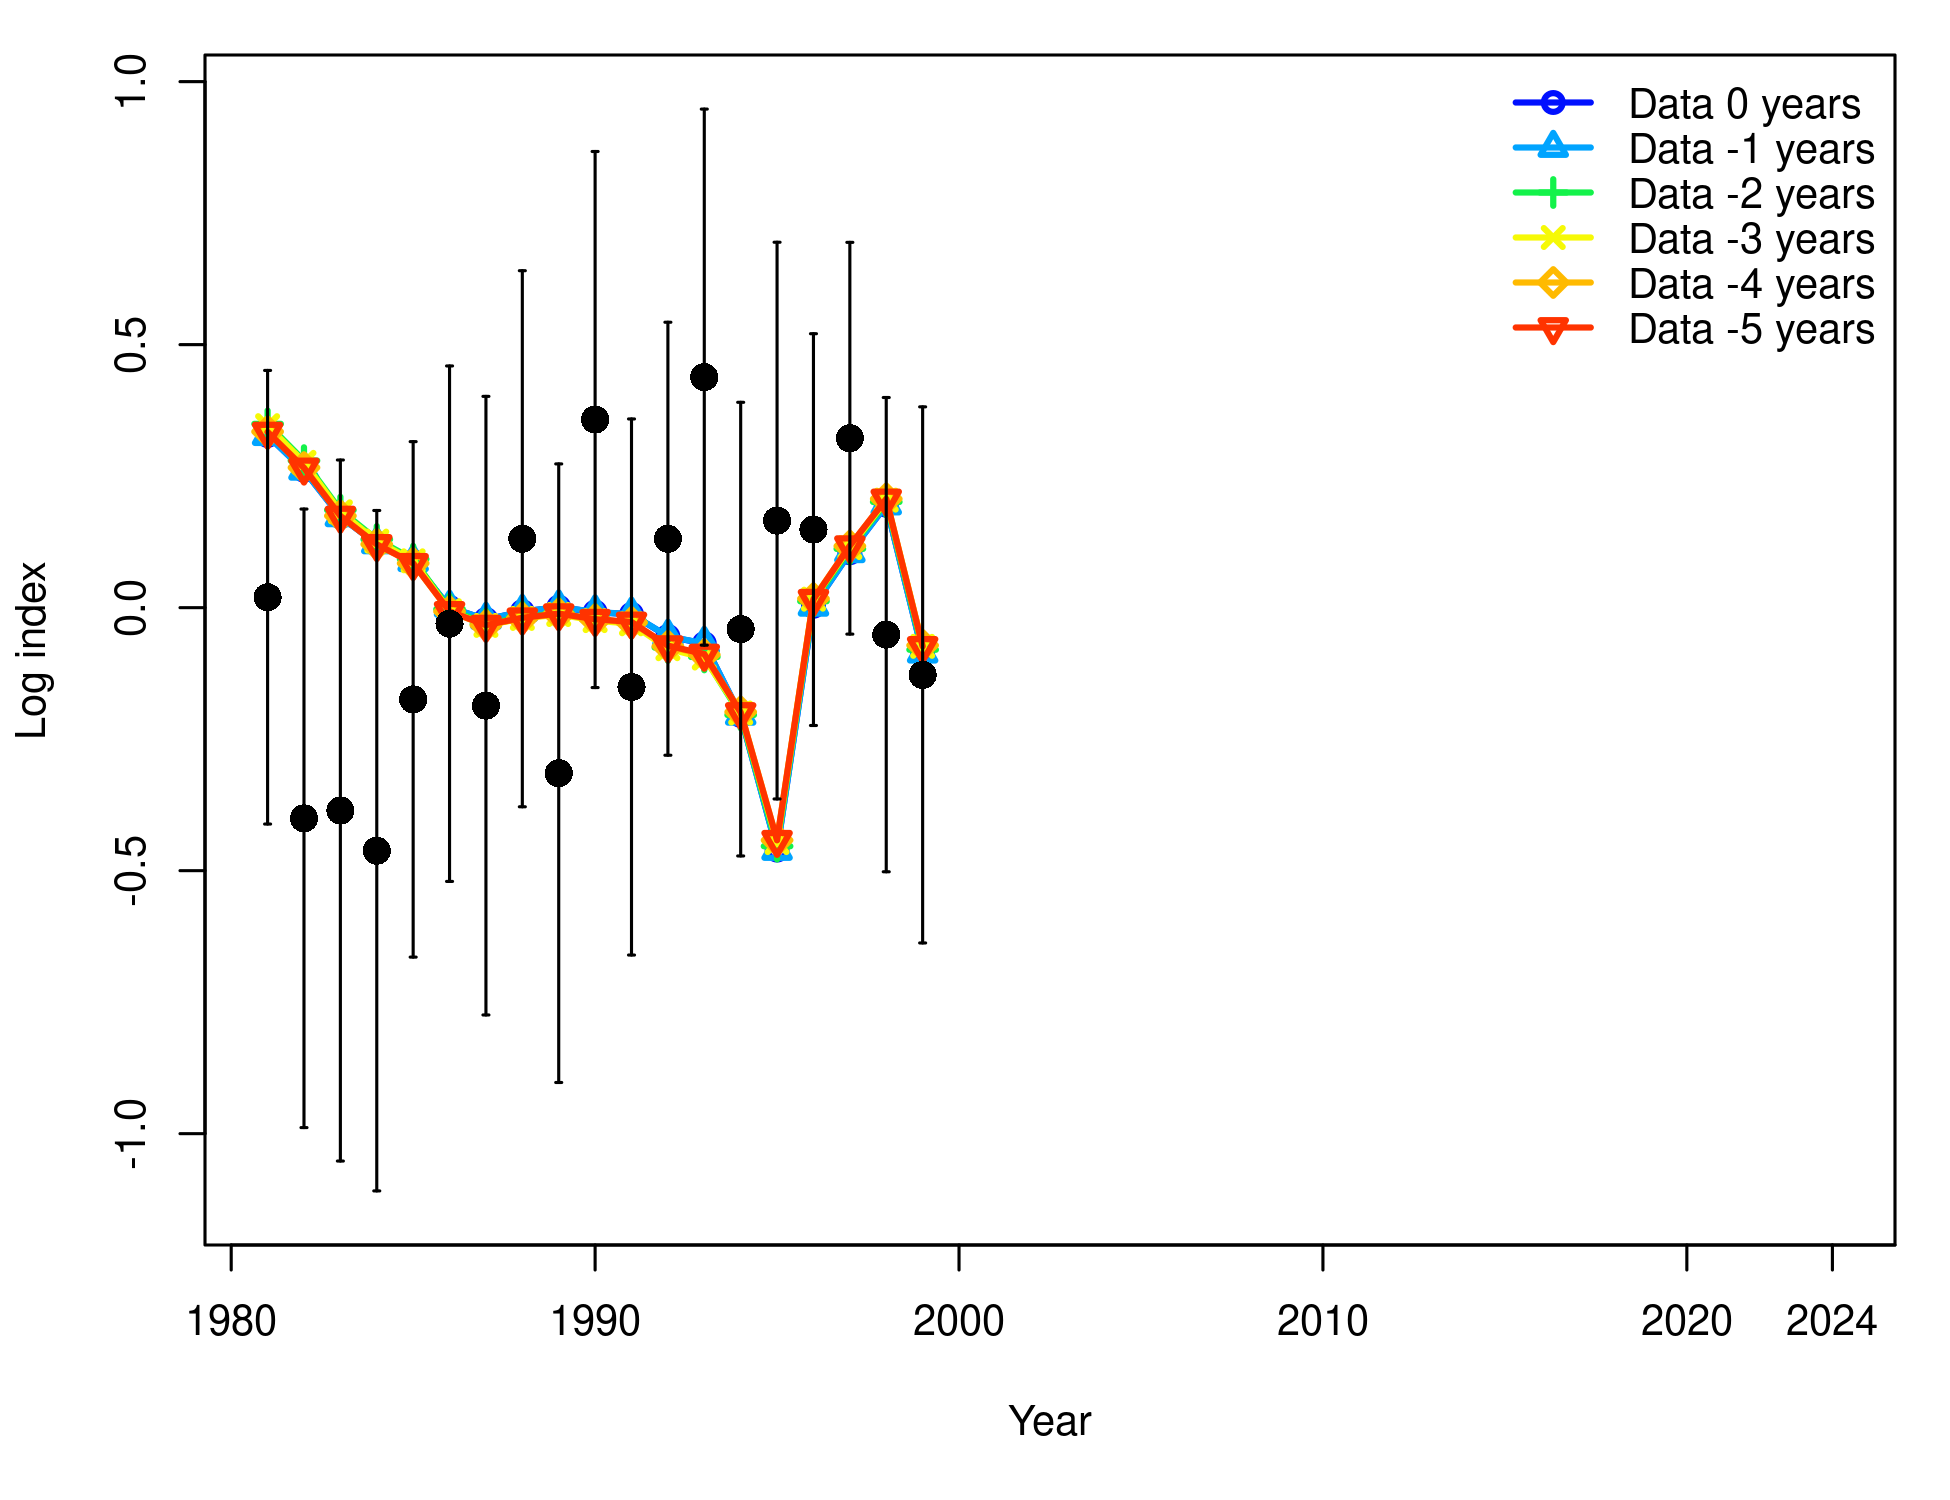 1.0
0.5
0.0
-0.5
-1.0
Log index
Data 0 years
Data -1 years
Data -2 years
Data -3 years
Data -4 years
Data -5 years
1980 1990 2000 2010 2020 2024
Year